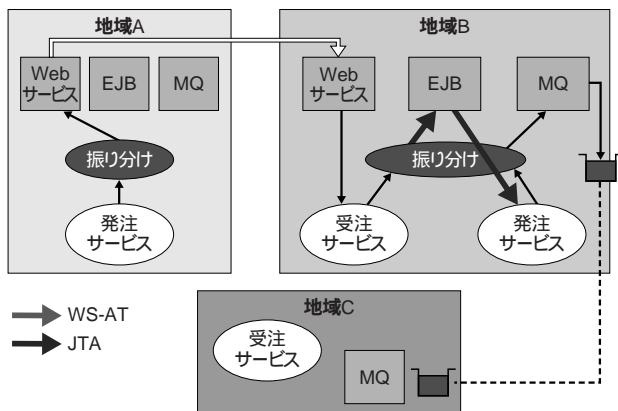 地域A
Web
サービス
EJB
MQ
振り分け
発注
サービス
地域B
Web
サービス
EJB
MQ
振り分け
受注
サービス
発注
サービス
WS-AT
JTA
地域C
受注
サービス
MQ